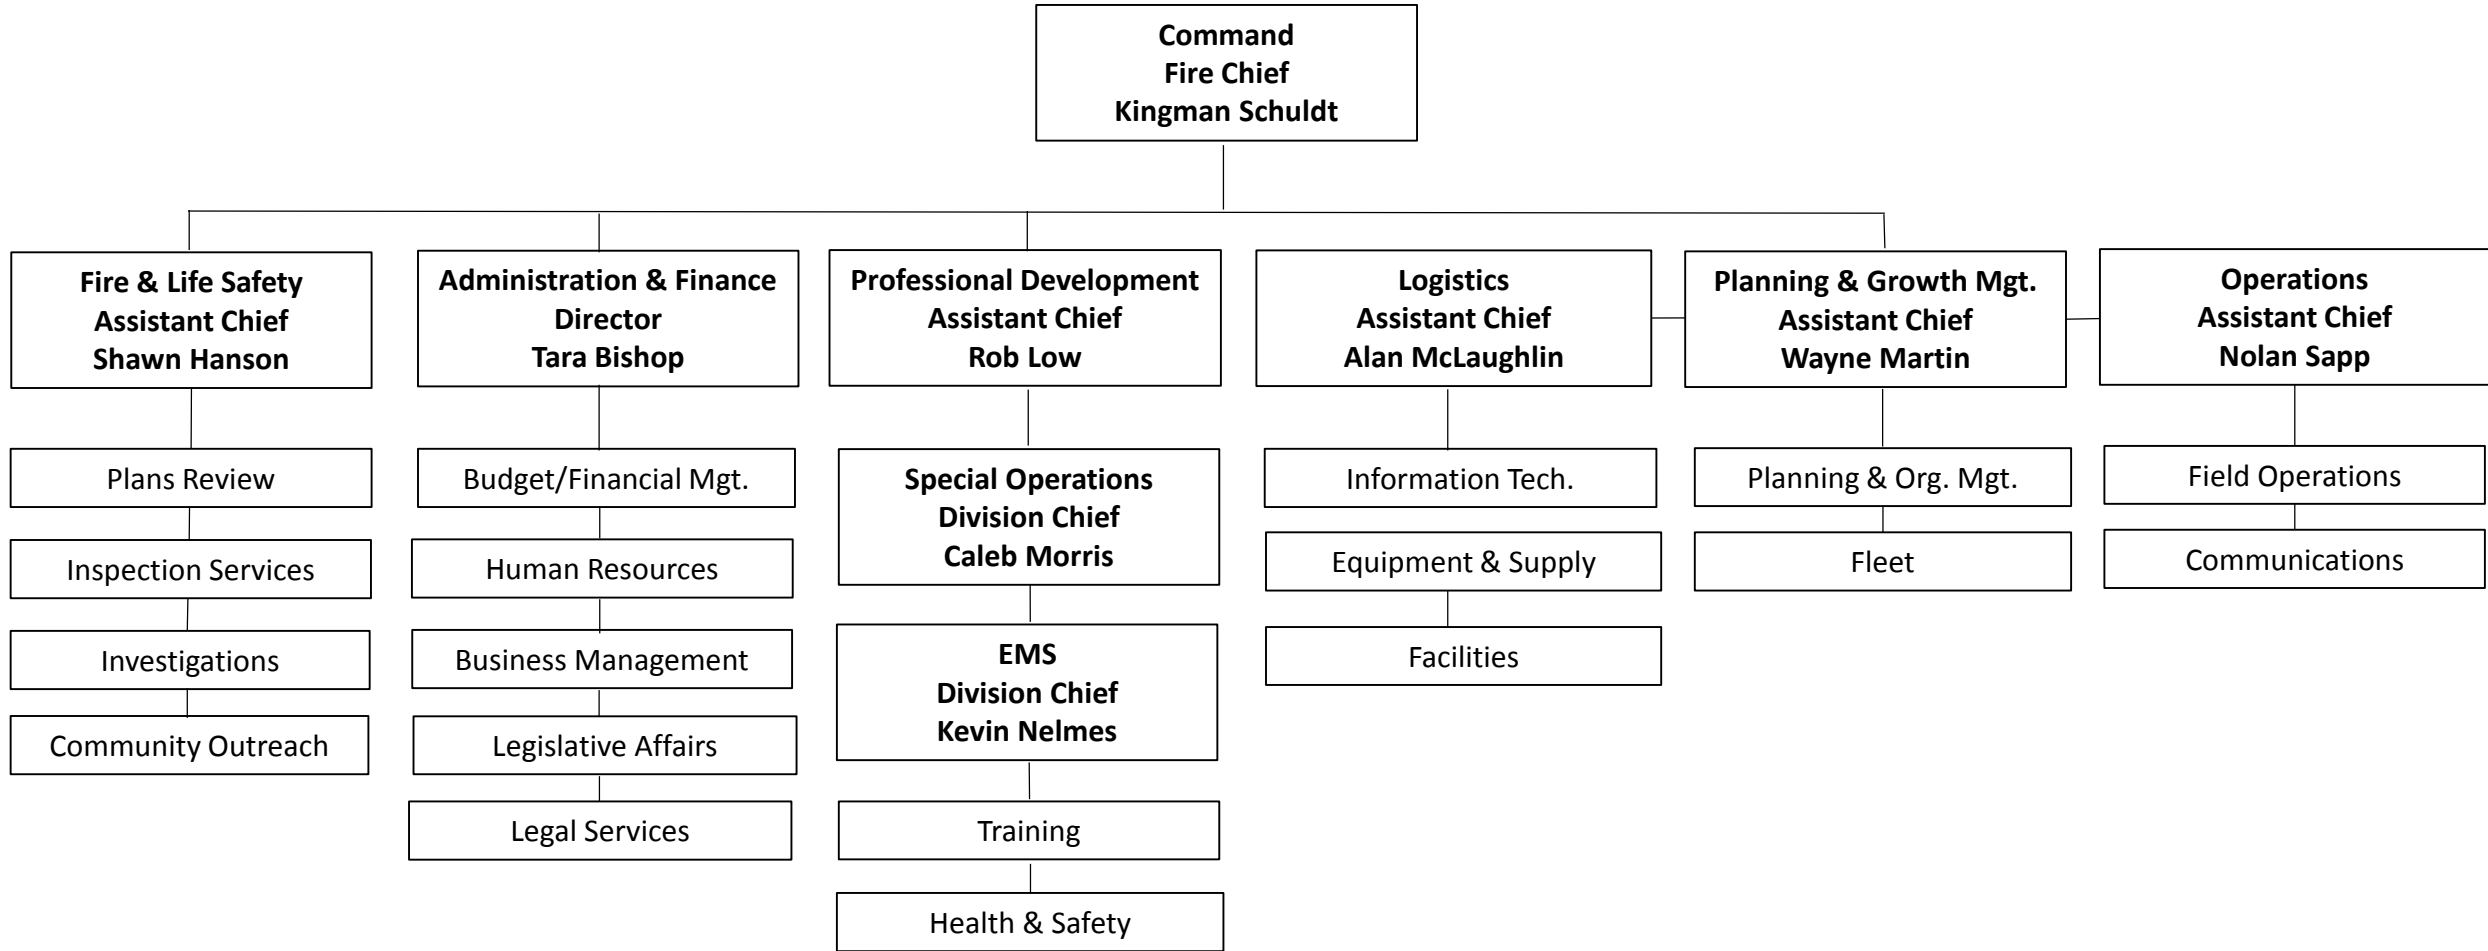 Command
Fire Chief
Kingman Schuldt
Fire & Life Safety
Assistant Chief
Shawn Hanson
Administration & Finance
Director
Tara Bishop
Professional Development
Assistant Chief
Rob Low
Logistics
Assistant Chief
Alan McLaughlin
Planning & Growth Mgt.
Assistant Chief
Wayne Martin
Operations
Assistant Chief
Nolan Sapp
Plans Review
Inspection Services
Investigations
Community Outreach
Budget/Financial Mgt.
Human Resources
Business Management
Legislative Affairs
Legal Services
Special Operations
Division Chief
Caleb Morris
EMS
Division Chief
Kevin Nelmes
Training
Health & Safety
Information Tech.
Equipment & Supply
Facilities
Planning & Org. Mgt.
Fleet
Field Operations
Communications